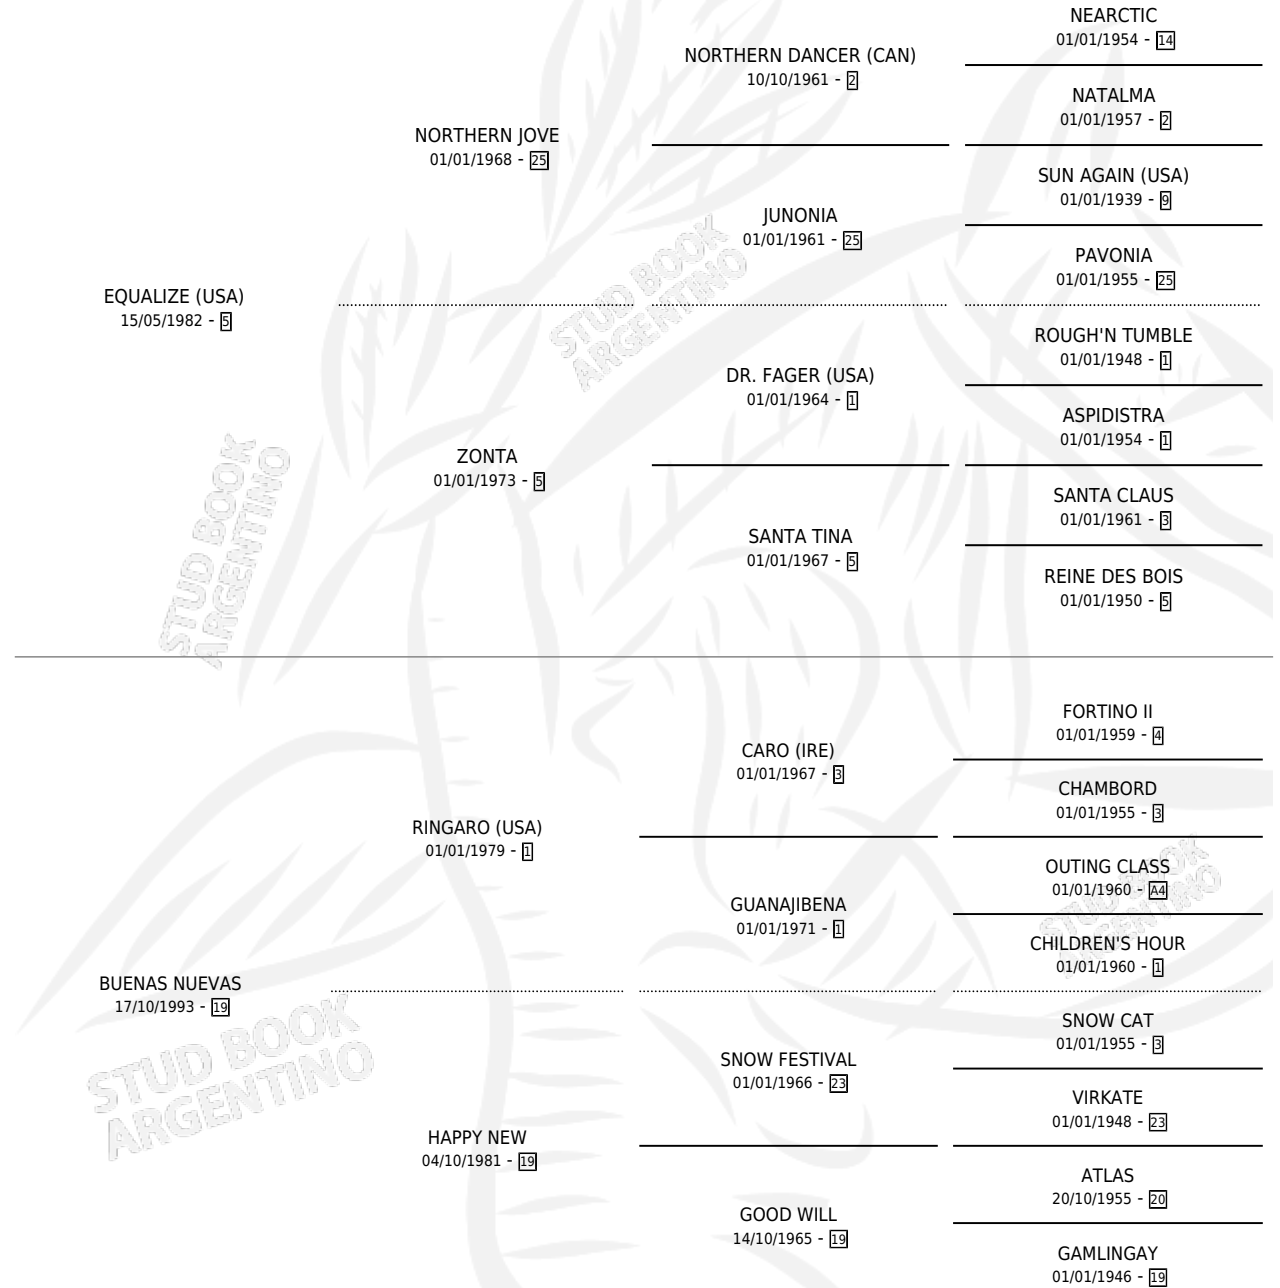 NEARCTIC
01/01/1954 - 14
NORTHERN DANCER (CAN)
10/10/1961 - 2
NATALMA
01/01/1957 - 2
NORTHERN JOVE
01/01/1968 - 25
SUN AGAIN (USA)
01/01/1939 - 9
JUNONIA
01/01/1961 - 25
PAVONIA
01/01/1955 - 25
EQUALIZE (USA)
15/05/1982 - 5
STUD BOOK
ARGENTINO
ROUGH'N TUMBLE
01/01/1948 - 1
DR. FAGER (USA)
01/01/1964 - 1
ASPIDISTRA
01/01/1954 - 1
ZONTA
01/01/1973 - 5
SANTA CLAUS
01/01/1961 - 3
SANTA TINA
01/01/1967 - 5
REINE DES BOIS
01/01/1950 - 5
STUD BOOK
ARGENTINO
FORTINO II
01/01/1959 - 4
CARO (IRE)
01/01/1967 - 3
CHAMBORD
01/01/1955 - 3
RINGARO (USA)
01/01/1979 - 1
OUTING CLASS
01/01/1960 - A4
GUANAJIBENA
01/01/1971 - 1
STUD BOOK
ARGENTINO
CHILDREN'S HOUR
01/01/1960 - 1
BUENAS NUEVAS
17/10/1993 - 19
SNOW CAT
01/01/1955 - 3
SNOW FESTIVAL
01/01/1966 - 23
VIRKATE
01/01/1948 - 23
STUD BOOK
ARGENTINO
HAPPY NEW
04/10/1981 - 19
ATLAS
20/10/1955 - 20
GOOD WILL
14/10/1965 - 19
GAMLINGAY
01/01/1946 - 19